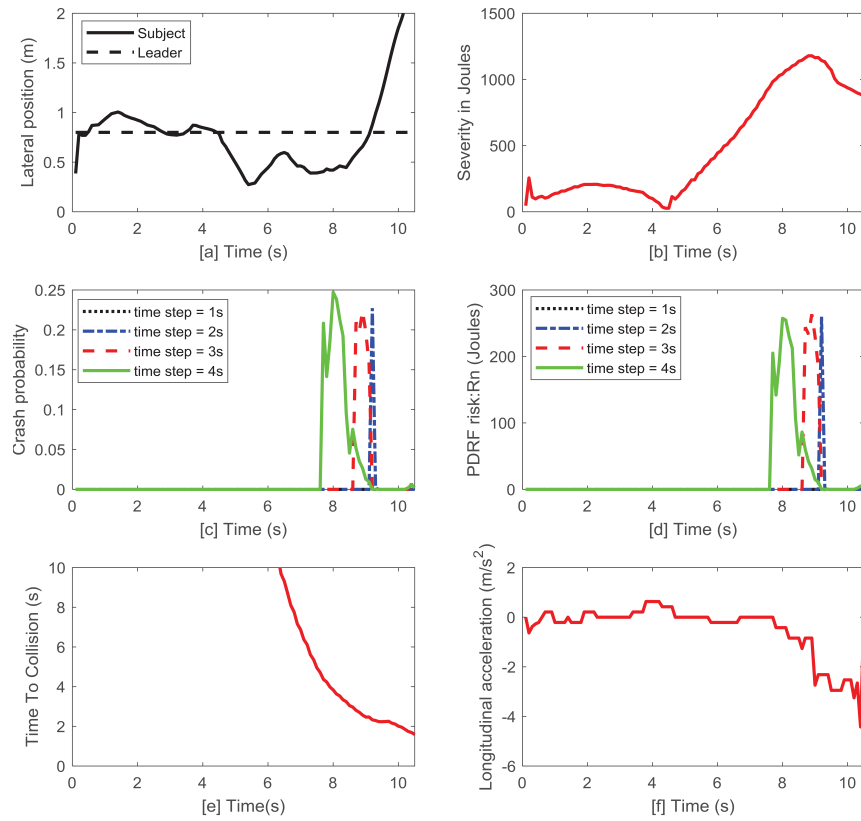 Lateral position (m)
2
1.5
1
0.5
0
Subject
Leader
0 2 4 6 8 10
[a] Time (s)
Severity in Joules
1500
1000
500
0
0 2 4 6 8 10
[b] Time (s)
Crash probability
0.25
0.2
0.15
0.1
0.05
0
time step = 1s
time step = 2s
time step = 3s
time step = 4s
0 2 4 6 8 10
[c] Time (s)
PDRF risk:Rn (Joules)
300
200
100
0
time step = 1s
time step = 2s
time step = 3s
time step = 4s
0 2 4 6 8 10
[d] Time (s)
Time To Collision (s)
10
8
6
4
2
0
0 2 4 6 8 10
[e] Time(s)
Longitudinal acceleration (m/s²)
2
0
-2
-4
-6
0 2 4 6 8 10
[f] Time (s)